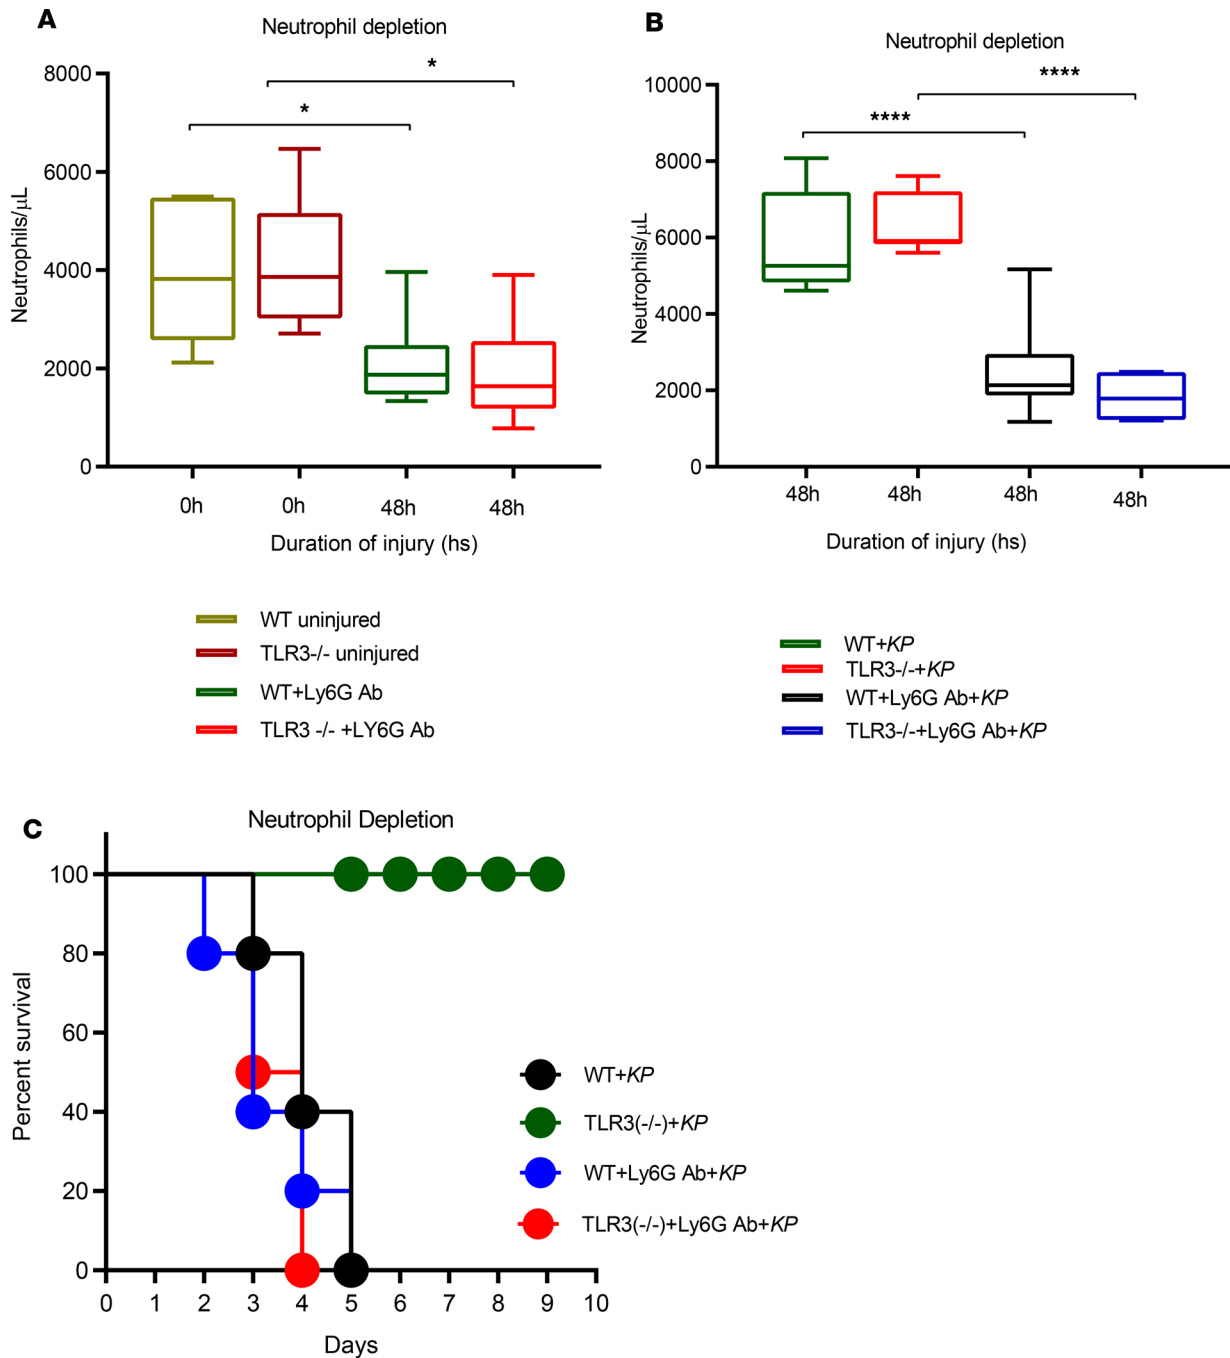 A
Neutrophil depletion
8000
6000
4000
2000
0
Neutrophils/μL
*
*
0h
0h
48h
48h
Duration of injury (hs)
WT uninjured
TLR3-/- uninjured
WT+Ly6G Ab
TLR3 -/- +LY6G Ab
B
Neutrophil depletion
10000
8000
6000
4000
2000
0
Neutrophils/μL
****
****
48h
48h
48h
48h
Duration of injury (hs)
WT+KP
TLR3-/-+KP
WT+Ly6G Ab+KP
TLR3-/-+Ly6G Ab+KP
C
Neutrophil Depletion
100
80
60
40
20
0
Percent survival
0 1 2 3 4 5 6 7 8 9 10
Days
WT+KP
TLR3(-/-)+KP
WT+Ly6G Ab+KP
TLR3(-/-)+Ly6G Ab+KP